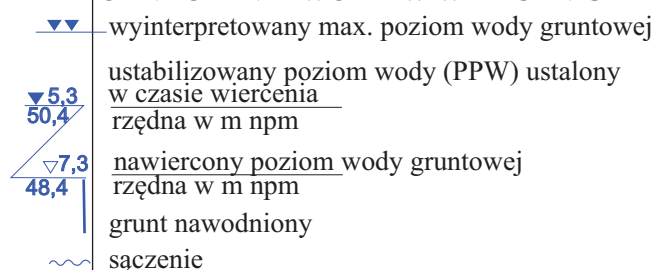 wyinterpretowany max. poziom wody gruntowej
ustabilizowany poziom wody (PPW) ustalony
5,3 w czasie wiercenia
50,4 rzędna w m npm
7,3 nawiercony poziom wody gruntowej
48,4 rzędna w m npm
grunt nawodniony
sączenie